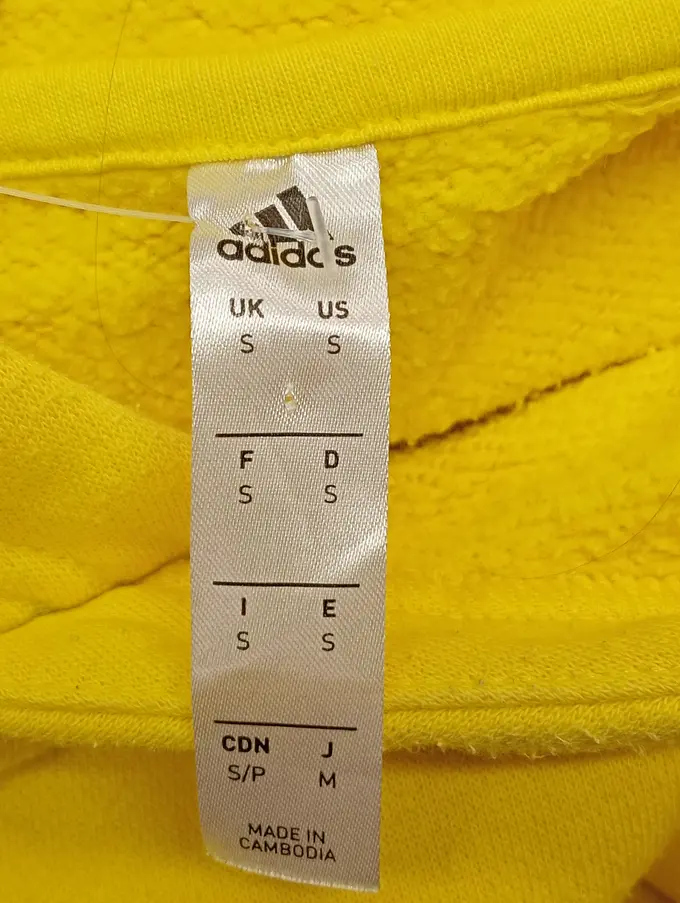 adidas
UK US
S S
F D
S S
I E
S S
CDN J
S/P M
MADE IN
CAMBODIA